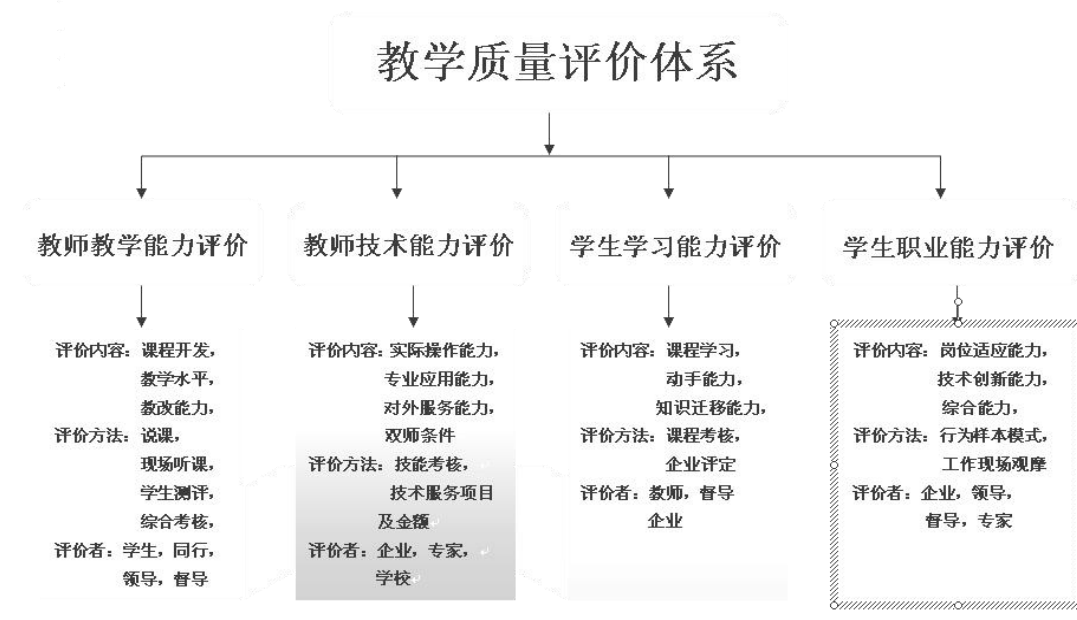 教学质量评价体系
教师教学能力评价
教师技术能力评价
学生学习能力评价
学生职业能力评价
评价内容：课程开发，
教学水平，
教改能力，
评价方法：说课，
现场听课，
学生测评，
综合考核，
评价者：学生，同行，
领导，督导
评价内容：实际操作能力，
专业应用能力，
对外服务能力，
双师条件
评价方法：技能考核，
技术服务项目
及金额
评价者：企业，专家，
学校
评价内容：课程学习，
动手能力，
知识迁移能力，
评价方法：课程考核，
企业评定
评价者：教师，督导
企业
评价内容：岗位适应能力，
技术创新能力，
综合能力，
评价方法：行为样本模式，
工作现场观摩
评价者：企业，领导，
督导，专家